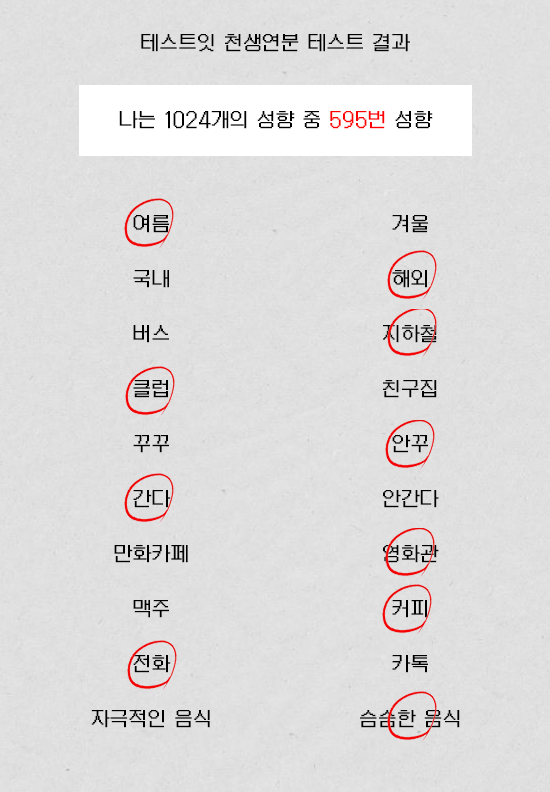 테스트잇 천생연분 테스트 결과
나는 1024개의 성향 중 595번 성향
여름 겨울
국내 해외
버스 지하철
클럽 친구집
꾸꾸 안꾸
간다 안간다
만화카페 영화관
맥주 커피
전화 카톡
자극적인 음식 슴슴한 음식